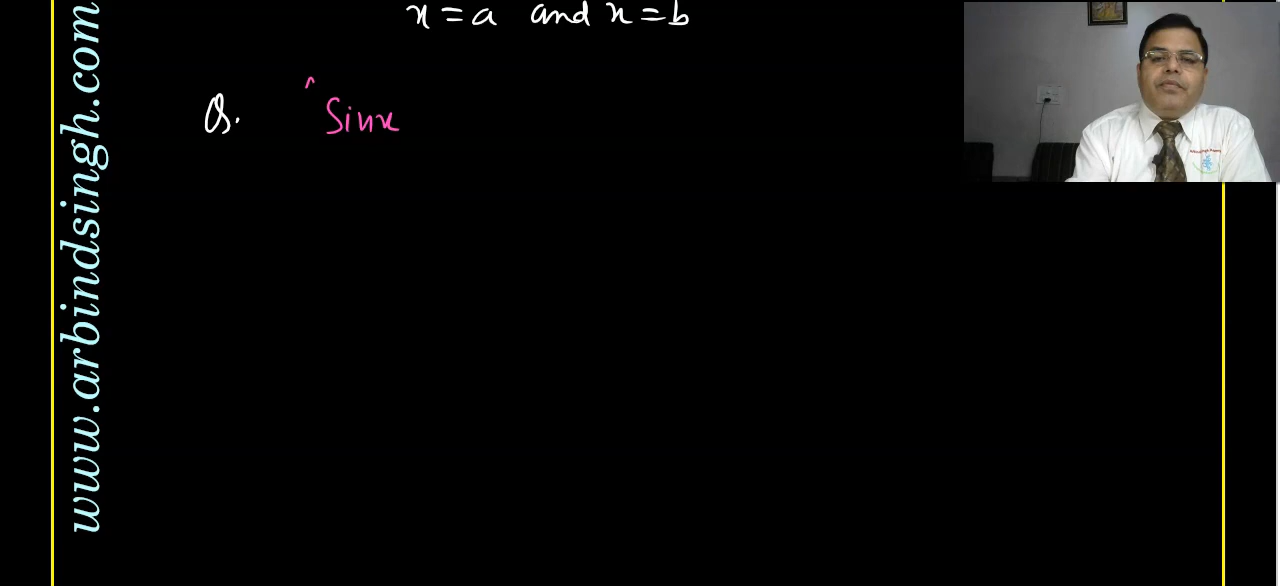 x = a and x = b
Q. Sinx
www.arbindsingh.com